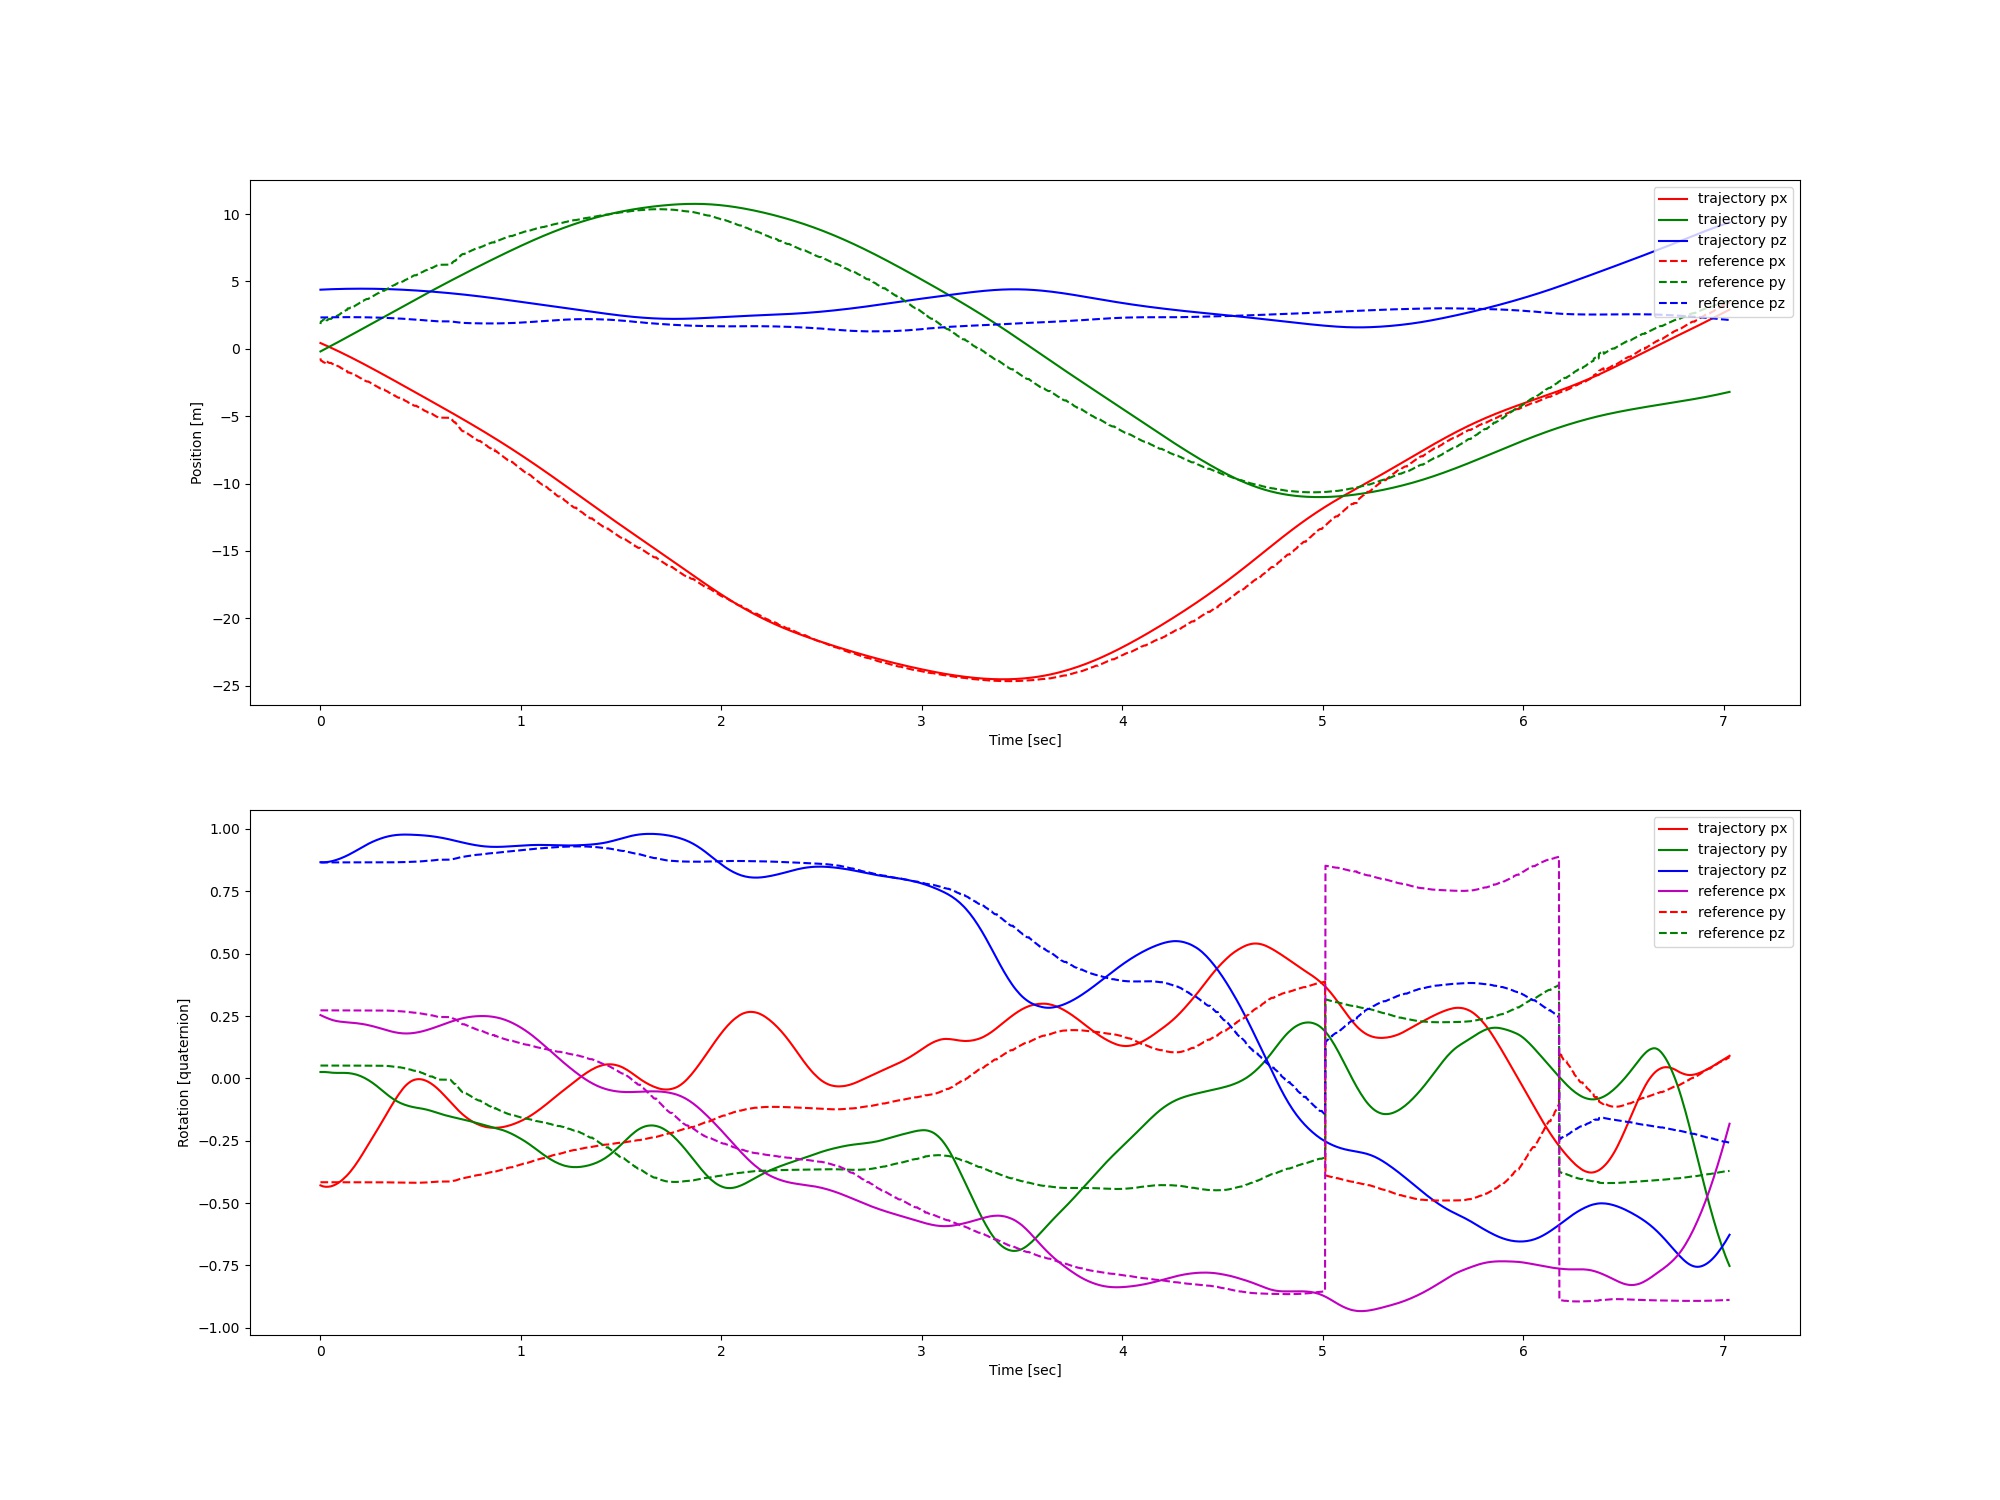 10
5
0
−5
−10
−15
−20
−25
Position [m]
trajectory px
trajectory py
trajectory pz
reference px
reference py
reference pz
0 1 2 3 4 5 6 7
Time [sec]
1.00
0.75
0.50
0.25
0.00
−0.25
−0.50
−0.75
−1.00
Rotation [quaternion]
trajectory px
trajectory py
trajectory pz
reference px
reference py
reference pz
0 1 2 3 4 5 6 7
Time [sec]